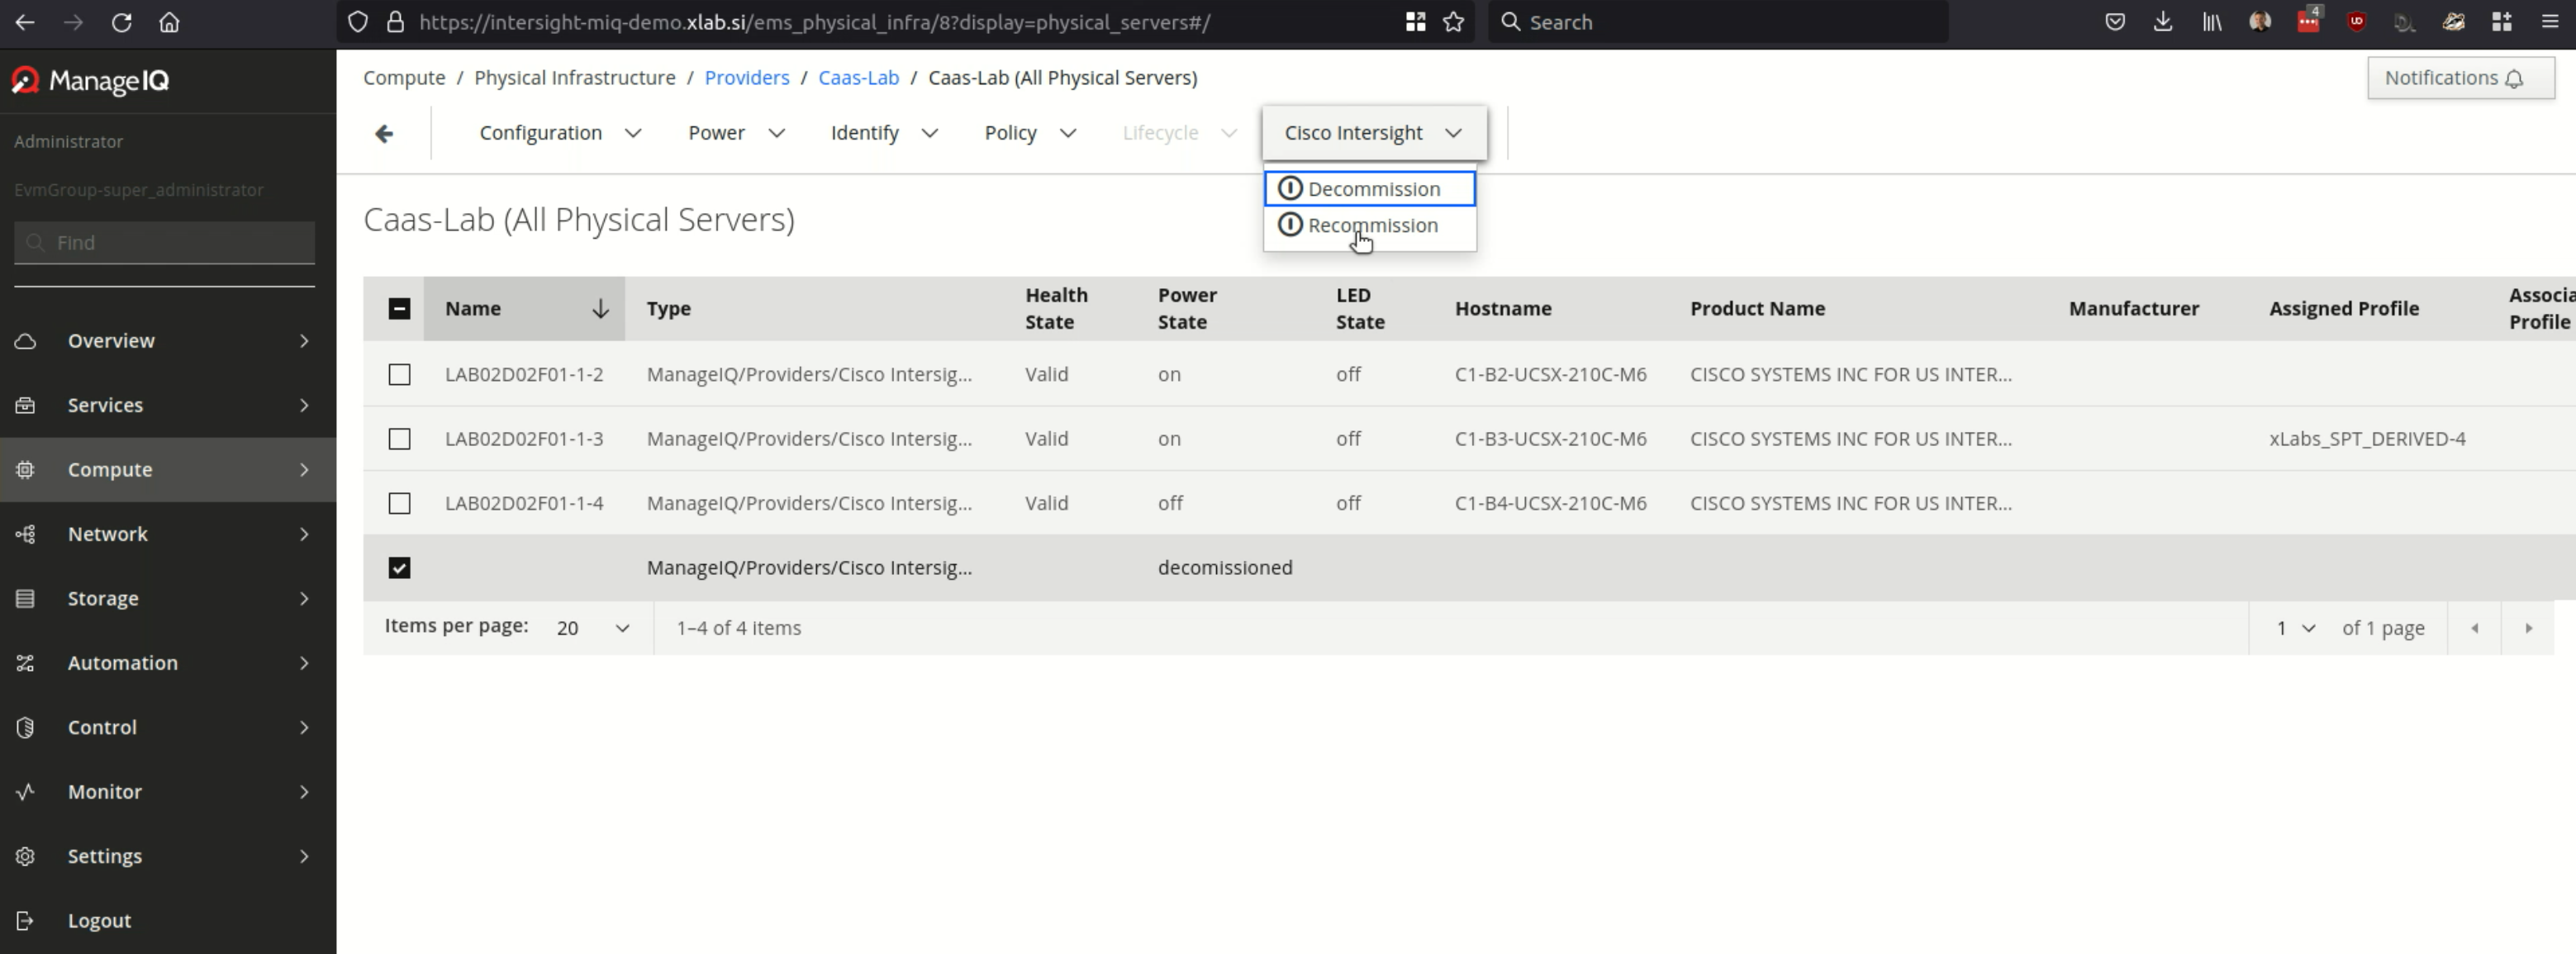 https://intersight-miq-demo.xlab.si/ems_physical_infra/8?display=physical_servers#/
Search
4
ManageIQ
Compute / Physical Infrastructure / Providers / Caas-Lab / Caas-Lab (All Physical Servers)
Notifications
Administrator
Configuration Power Identify Policy Lifecycle Cisco Intersight
EvmGroup-super_administrator
Decommission
Recommission
Caas-Lab (All Physical Servers)
Find
Name Type Health State Power State LED State Hostname Product Name Manufacturer Assigned Profile Associa Profile
LAB02D02F01-1-2 ManageIQ/Providers/Cisco Intersig... Valid on off C1-B2-UCSX-210C-M6 CISCO SYSTEMS INC FOR US INTER...
LAB02D02F01-1-3 ManageIQ/Providers/Cisco Intersig... Valid on off C1-B3-UCSX-210C-M6 CISCO SYSTEMS INC FOR US INTER... xLabs_SPT_DERIVED-4
LAB02D02F01-1-4 ManageIQ/Providers/Cisco Intersig... Valid off off C1-B4-UCSX-210C-M6 CISCO SYSTEMS INC FOR US INTER...
ManageIQ/Providers/Cisco Intersig... decomissioned
Items per page: 20 1–4 of 4 items 1 of 1 page
Overview
Services
Compute
Network
Storage
Automation
Control
Monitor
Settings
Logout